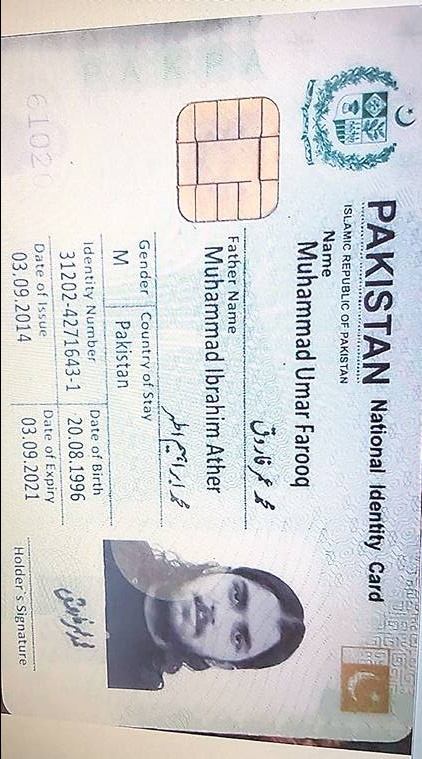 PAKISTAN National Identity Card
ISLAMIC REPUBLIC OF PAKISTAN
Name
Muhammad Umar Farooq
محمد عمر فاروق
Father Name
Muhammad Ibrahim Ather
محمد ابراہیم اطہر
Gender Country of Stay
M Pakistan
Identity Number Date of Birth
31202-4271643-1 20.08.1996
Date of Issue Date of Expiry
03.09.2014 03.09.2021
Holder's Signature